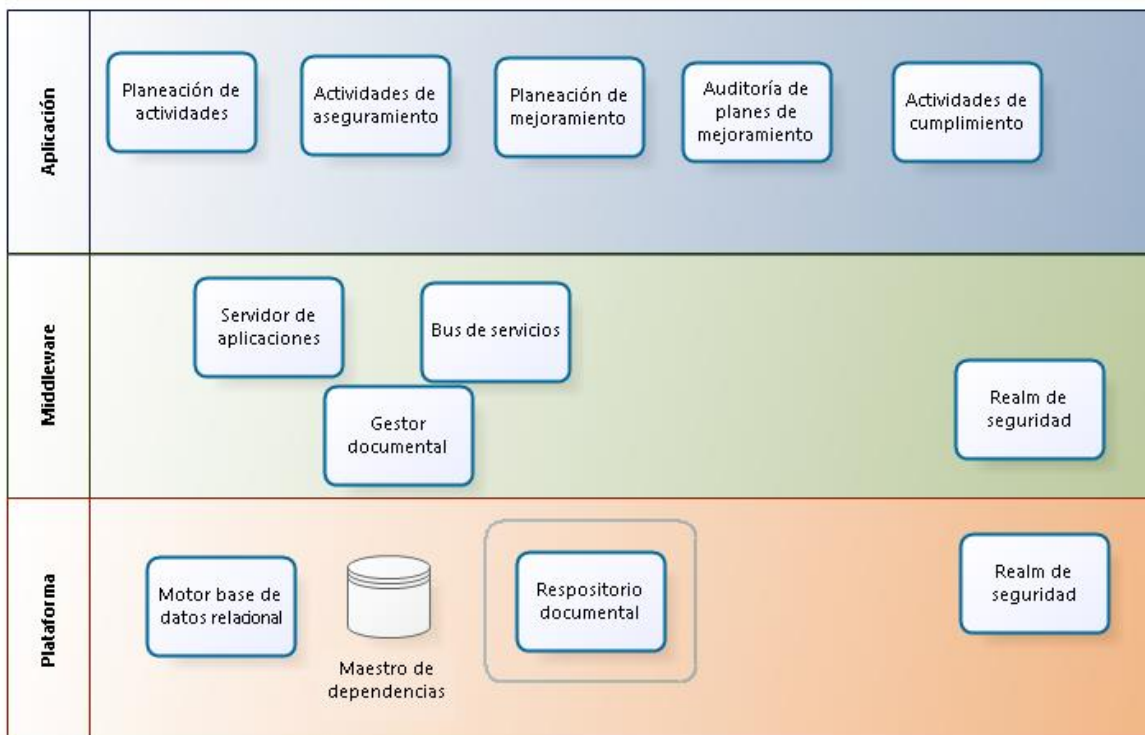 Aplicación
Planeación de
actividades
Actividades de
aseguramiento
Planeación de
mejoramiento
Auditoría de
planes de
mejoramiento
Actividades de
cumplimiento
Middleware
Servidor de
aplicaciones
Bus de servicios
Gestor
documental
Realm de
seguridad
Plataforma
Motor base de
datos relacional
Maestro de
dependencias
Respositorio
documental
Realm de
seguridad